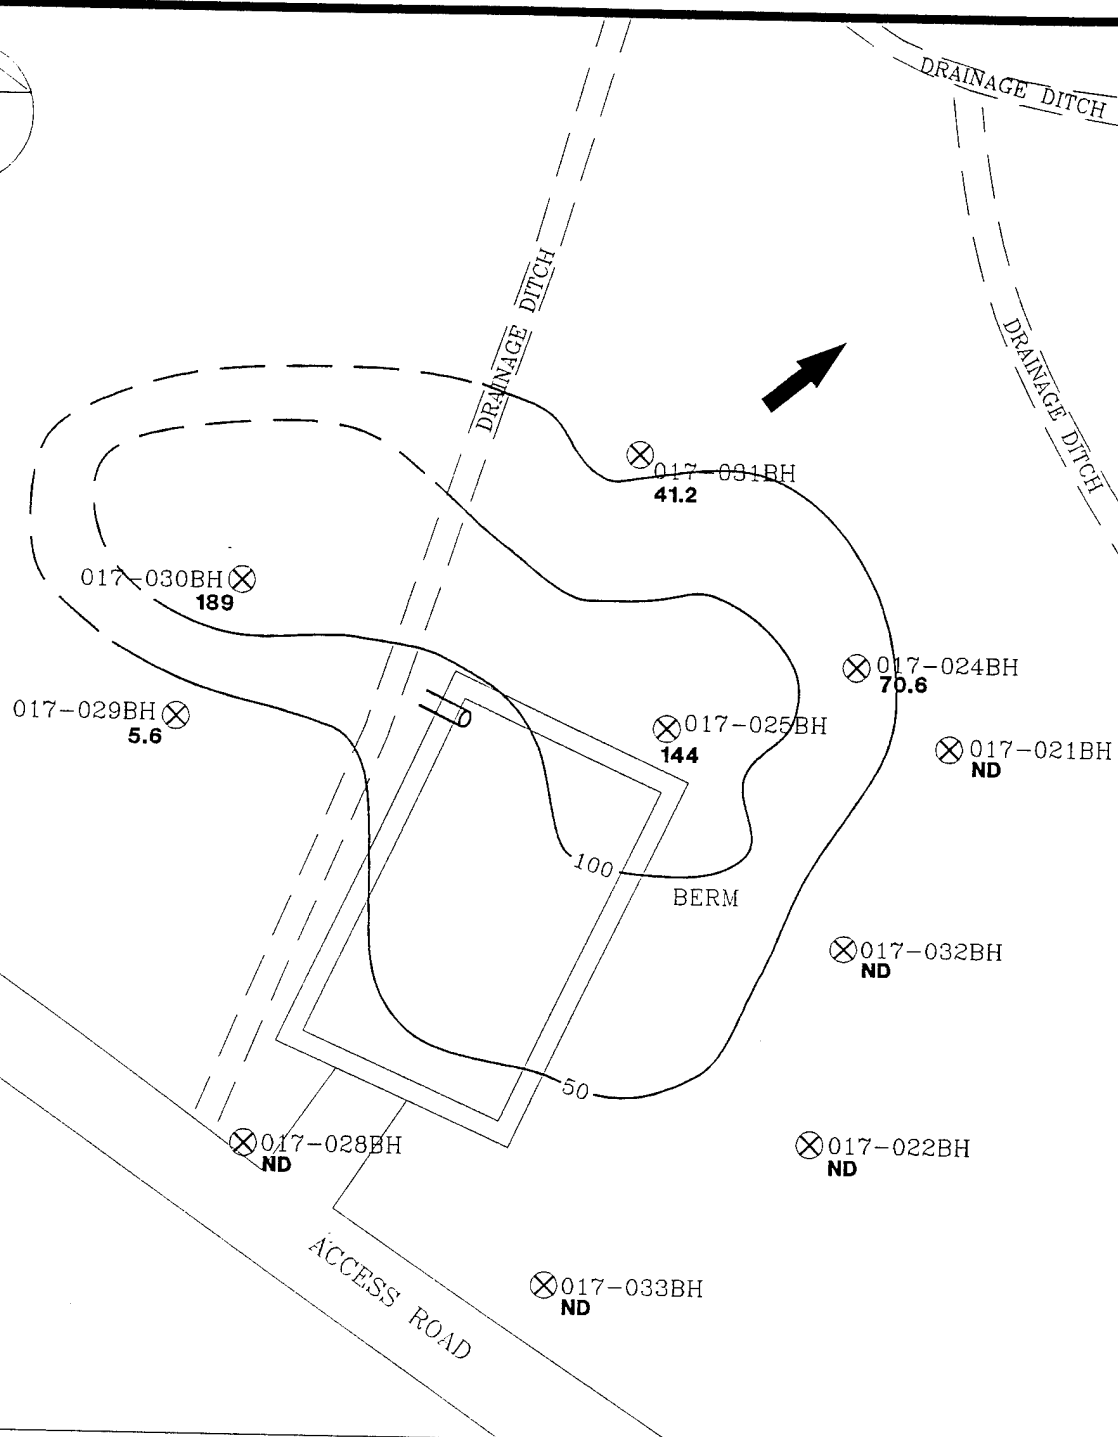 DRAINAGE DITCH
DRAINAGE DITCH
DRAINAGE DITCH
017-031BH
41.2
017-030BH
189
017-024BH
70.6
017-029BH
5.6
017-025BH
144
017-021BH
ND
100
BERM
017-032BH
ND
50
017-028BH
ND
017-022BH
ND
017-033BH
ND
ACCESS ROAD